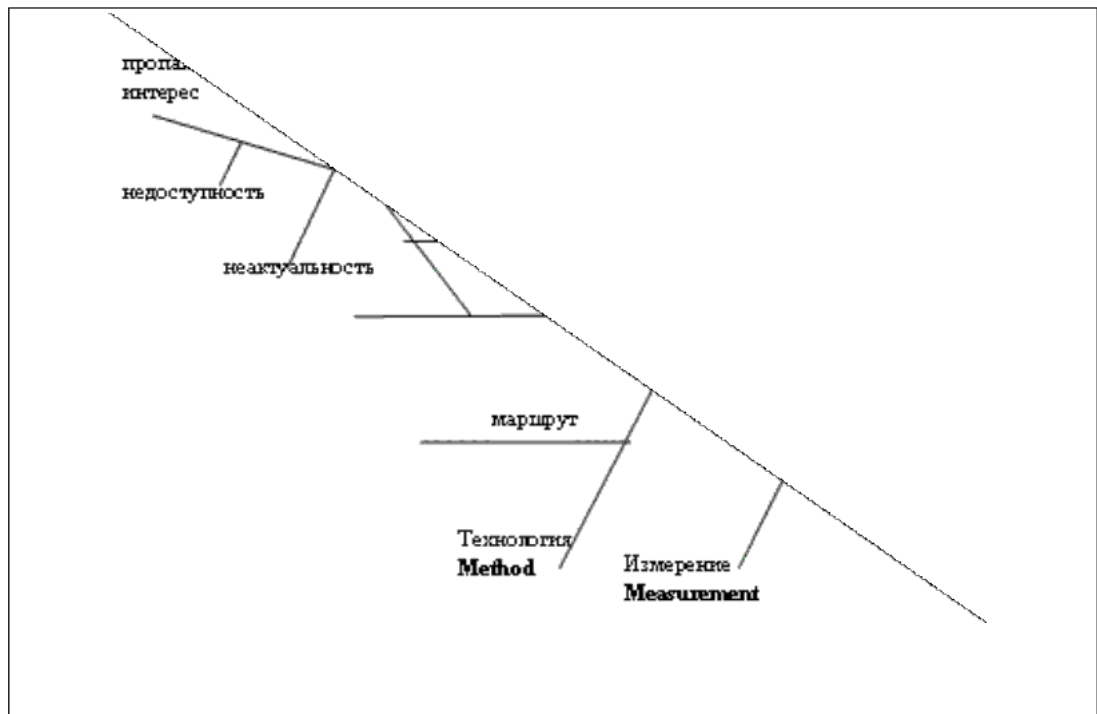 интерес
недоступность
неактуальность
маршрут
Технология
Method
Измерение
Measurement